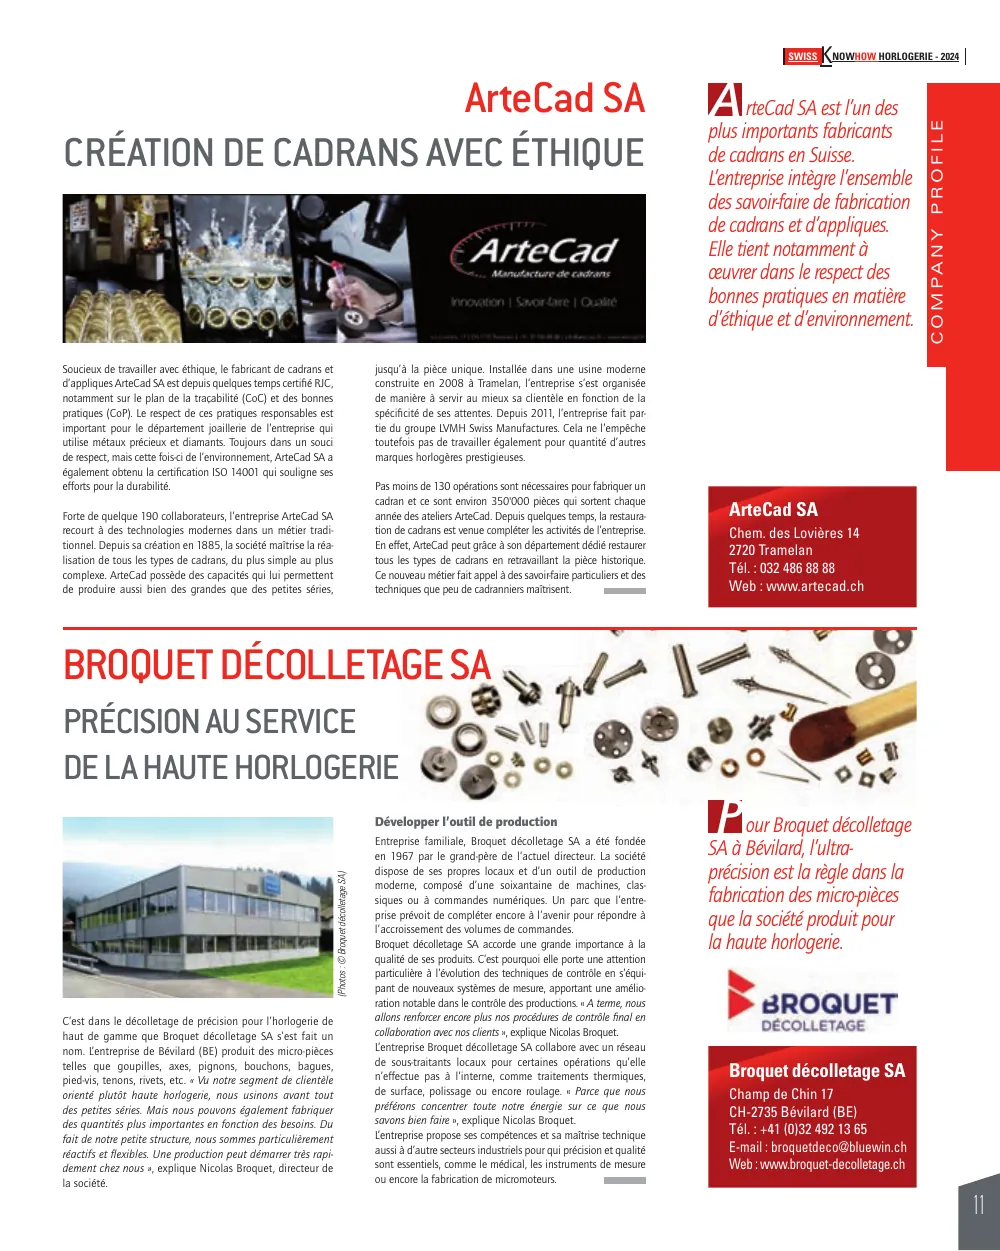 SWISS KNOWHOW HORLOGERIE - 2024
COMPANY PROFILE
ArteCad SA
CRÉATION DE CADRANS AVEC ÉTHIQUE
ArteCad
Manufacture de cadrans
Innovation | Savoir-faire | Qualité
ArteCad SA est l’un des
plus importants fabricants
de cadrans en Suisse.
L’entreprise intègre l’ensemble
des savoir-faire de fabrication
de cadrans et d’appliques.
Elle tient notamment à
œuvrer dans le respect des
bonnes pratiques en matière
d’éthique et d’environnement.
Soucieux de travailler avec éthique, le fabricant de cadrans et
d’appliques ArteCad SA est depuis quelques temps certifié RJC,
notamment sur le plan de la traçabilité (CoC) et des bonnes
pratiques (CoP). Le respect de ces pratiques responsables est
important pour le département joaillerie de l’entreprise qui
utilise métaux précieux et diamants. Toujours dans un souci
de respect, mais cette fois-ci de l’environnement, ArteCad SA a
également obtenu la certification ISO 14001 qui souligne ses
efforts pour la durabilité.
Forte de quelque 190 collaborateurs, l’entreprise ArteCad SA
recourt à des technologies modernes dans un métier tradi-
tionnel. Depuis sa création en 1885, la société maîtrise la réa-
lisation de tous les types de cadrans, du plus simple au plus
complexe. ArteCad possède des capacités qui lui permettent
de produire aussi bien des grandes que des petites séries,
jusqu’à la pièce unique. Installée dans une usine moderne
construite en 2008 à Tramelan, l’entreprise s’est organisée
de manière à servir au mieux sa clientèle en fonction de la
spécificité de ses attentes. Depuis 2011, l’entreprise fait par-
tie du groupe LVMH Swiss Manufactures. Cela ne l’empêche
toutefois pas de travailler également pour quantité d’autres
marques horlogères prestigieuses.
Pas moins de 130 opérations sont nécessaires pour fabriquer un
cadran et ce sont environ 350'000 pièces qui sortent chaque
année des ateliers ArteCad. Depuis quelques temps, la restaura-
tion de cadrans est venue compléter les activités de l’entreprise.
En effet, ArteCad peut grâce à son département dédié restaurer
tous les types de cadrans en retravaillant la pièce historique.
Ce nouveau métier fait appel à des savoir-faire particuliers et des
techniques que peu de cadranniers maîtrisent.
ArteCad SA
Chem. des Lovières 14
2720 Tramelan
Tél. : 032 486 88 88
Web : www.artecad.ch
BROQUET DÉCOLLETAGE SA
PRÉCISION AU SERVICE
DE LA HAUTE HORLOGERIE
(Photos : © Broquet décolletage SA)
C’est dans le décolletage de précision pour l’horlogerie de
haut de gamme que Broquet décolletage SA s’est fait un
nom. L’entreprise de Bévilard (BE) produit des micro-pièces
telles que goupilles, axes, pignons, bouchons, bagues,
pied-vis, tenons, rivets, etc. « Vu notre segment de clientèle
orienté plutôt haute horlogerie, nous usinons avant tout
des petites séries. Mais nous pouvons également fabriquer
des quantités plus importantes en fonction des besoins. Du
fait de notre petite structure, nous sommes particulièrement
réactifs et flexibles. Une production peut démarrer très rapi-
dement chez nous », explique Nicolas Broquet, directeur de
la société.
Développer l’outil de production
Entreprise familiale, Broquet décolletage SA a été fondée
en 1967 par le grand-père de l’actuel directeur. La société
dispose de ses propres locaux et d’un outil de production
moderne, composé d’une soixantaine de machines, clas-
siques ou à commandes numériques. Un parc que l’entre-
prise prévoit de compléter encore à l’avenir pour répondre à
l’accroissement des volumes de commandes.
Broquet décolletage SA accorde une grande importance à la
qualité de ses produits. C’est pourquoi elle porte une attention
particulière à l’évolution des techniques de contrôle en s’équi-
pant de nouveaux systèmes de mesure, apportant une amélio-
ration notable dans le contrôle des productions. « A terme, nous
allons renforcer encore plus nos procédures de contrôle final en
collaboration avec nos clients », explique Nicolas Broquet.
L’entreprise Broquet décolletage SA collabore avec un réseau
de sous-traitants locaux pour certaines opérations qu’elle
n’effectue pas à l’interne, comme traitements thermiques,
de surface, polissage ou encore roulage. « Parce que nous
préférons concentrer toute notre énergie sur ce que nous
savons bien faire », explique Nicolas Broquet.
L’entreprise propose ses compétences et sa maîtrise technique
aussi à d’autre secteurs industriels pour qui précision et qualité
sont essentiels, comme le médical, les instruments de mesure
ou encore la fabrication de micromoteurs.
Pour Broquet décolletage
SA à Bévilard, l’ultra-
précision est la règle dans la
fabrication des micro-pièces
que la société produit pour
la haute horlogerie.
BROQUET
DÉCOLLETAGE
Broquet décolletage SA
Champ de Chin 17
CH-2735 Bévilard (BE)
Tél. : +41 (0)32 492 13 65
E-mail : broquetdeco@bluewin.ch
Web : www.broquet-decolletage.ch
11